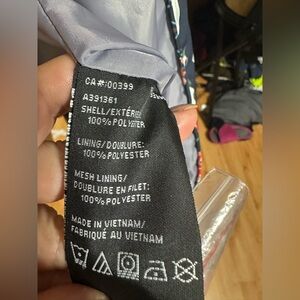 CA#:00399
A391361
SHELL/EXTÉRIEUR
100% POLYESTER
LINING/DOUBLURE:
100% POLYESTER
MESH LINING/
DOUBLURE EN FILET:
100% POLYESTER
MADE IN VIETNAM/
FABRIQUÉ AU VIETNAM